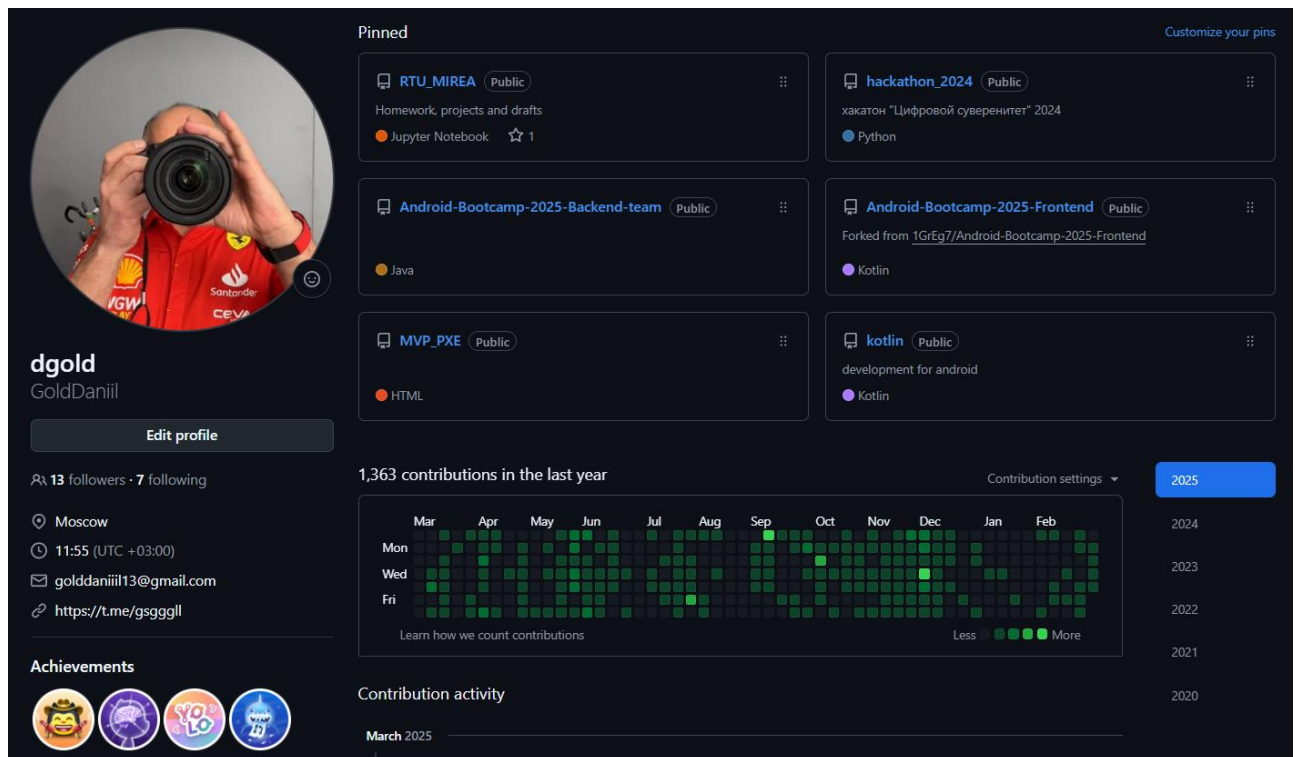 Pinned
Customize your pins
RTU_MIREA Public
Homework, projects and drafts
Jupyter Notebook 1
hackathon_2024 Public
хакатон "Цифровой суверенитет" 2024
Python
Android-Bootcamp-2025-Backend-team Public
Java
Android-Bootcamp-2025-Frontend Public
Forked from 1GrEg7/Android-Bootcamp-2025-Frontend
Kotlin
MVP_PXE Public
HTML
kotlin Public
development for android
Kotlin
Santander
CEVA
VGW
dgold
GoldDaniil
Edit profile
13 followers · 7 following
Moscow
11:55 (UTC +03:00)
golddaniiil13@gmail.com
https://t.me/gsgggll
Achievements
YOLO
1,363 contributions in the last year
Contribution settings
Mar Apr May Jun Jul Aug Sep Oct Nov Dec Jan Feb
Mon
Wed
Fri
Learn how we count contributions
Less More
2025
2024
2023
2022
2021
2020
Contribution activity
March 2025